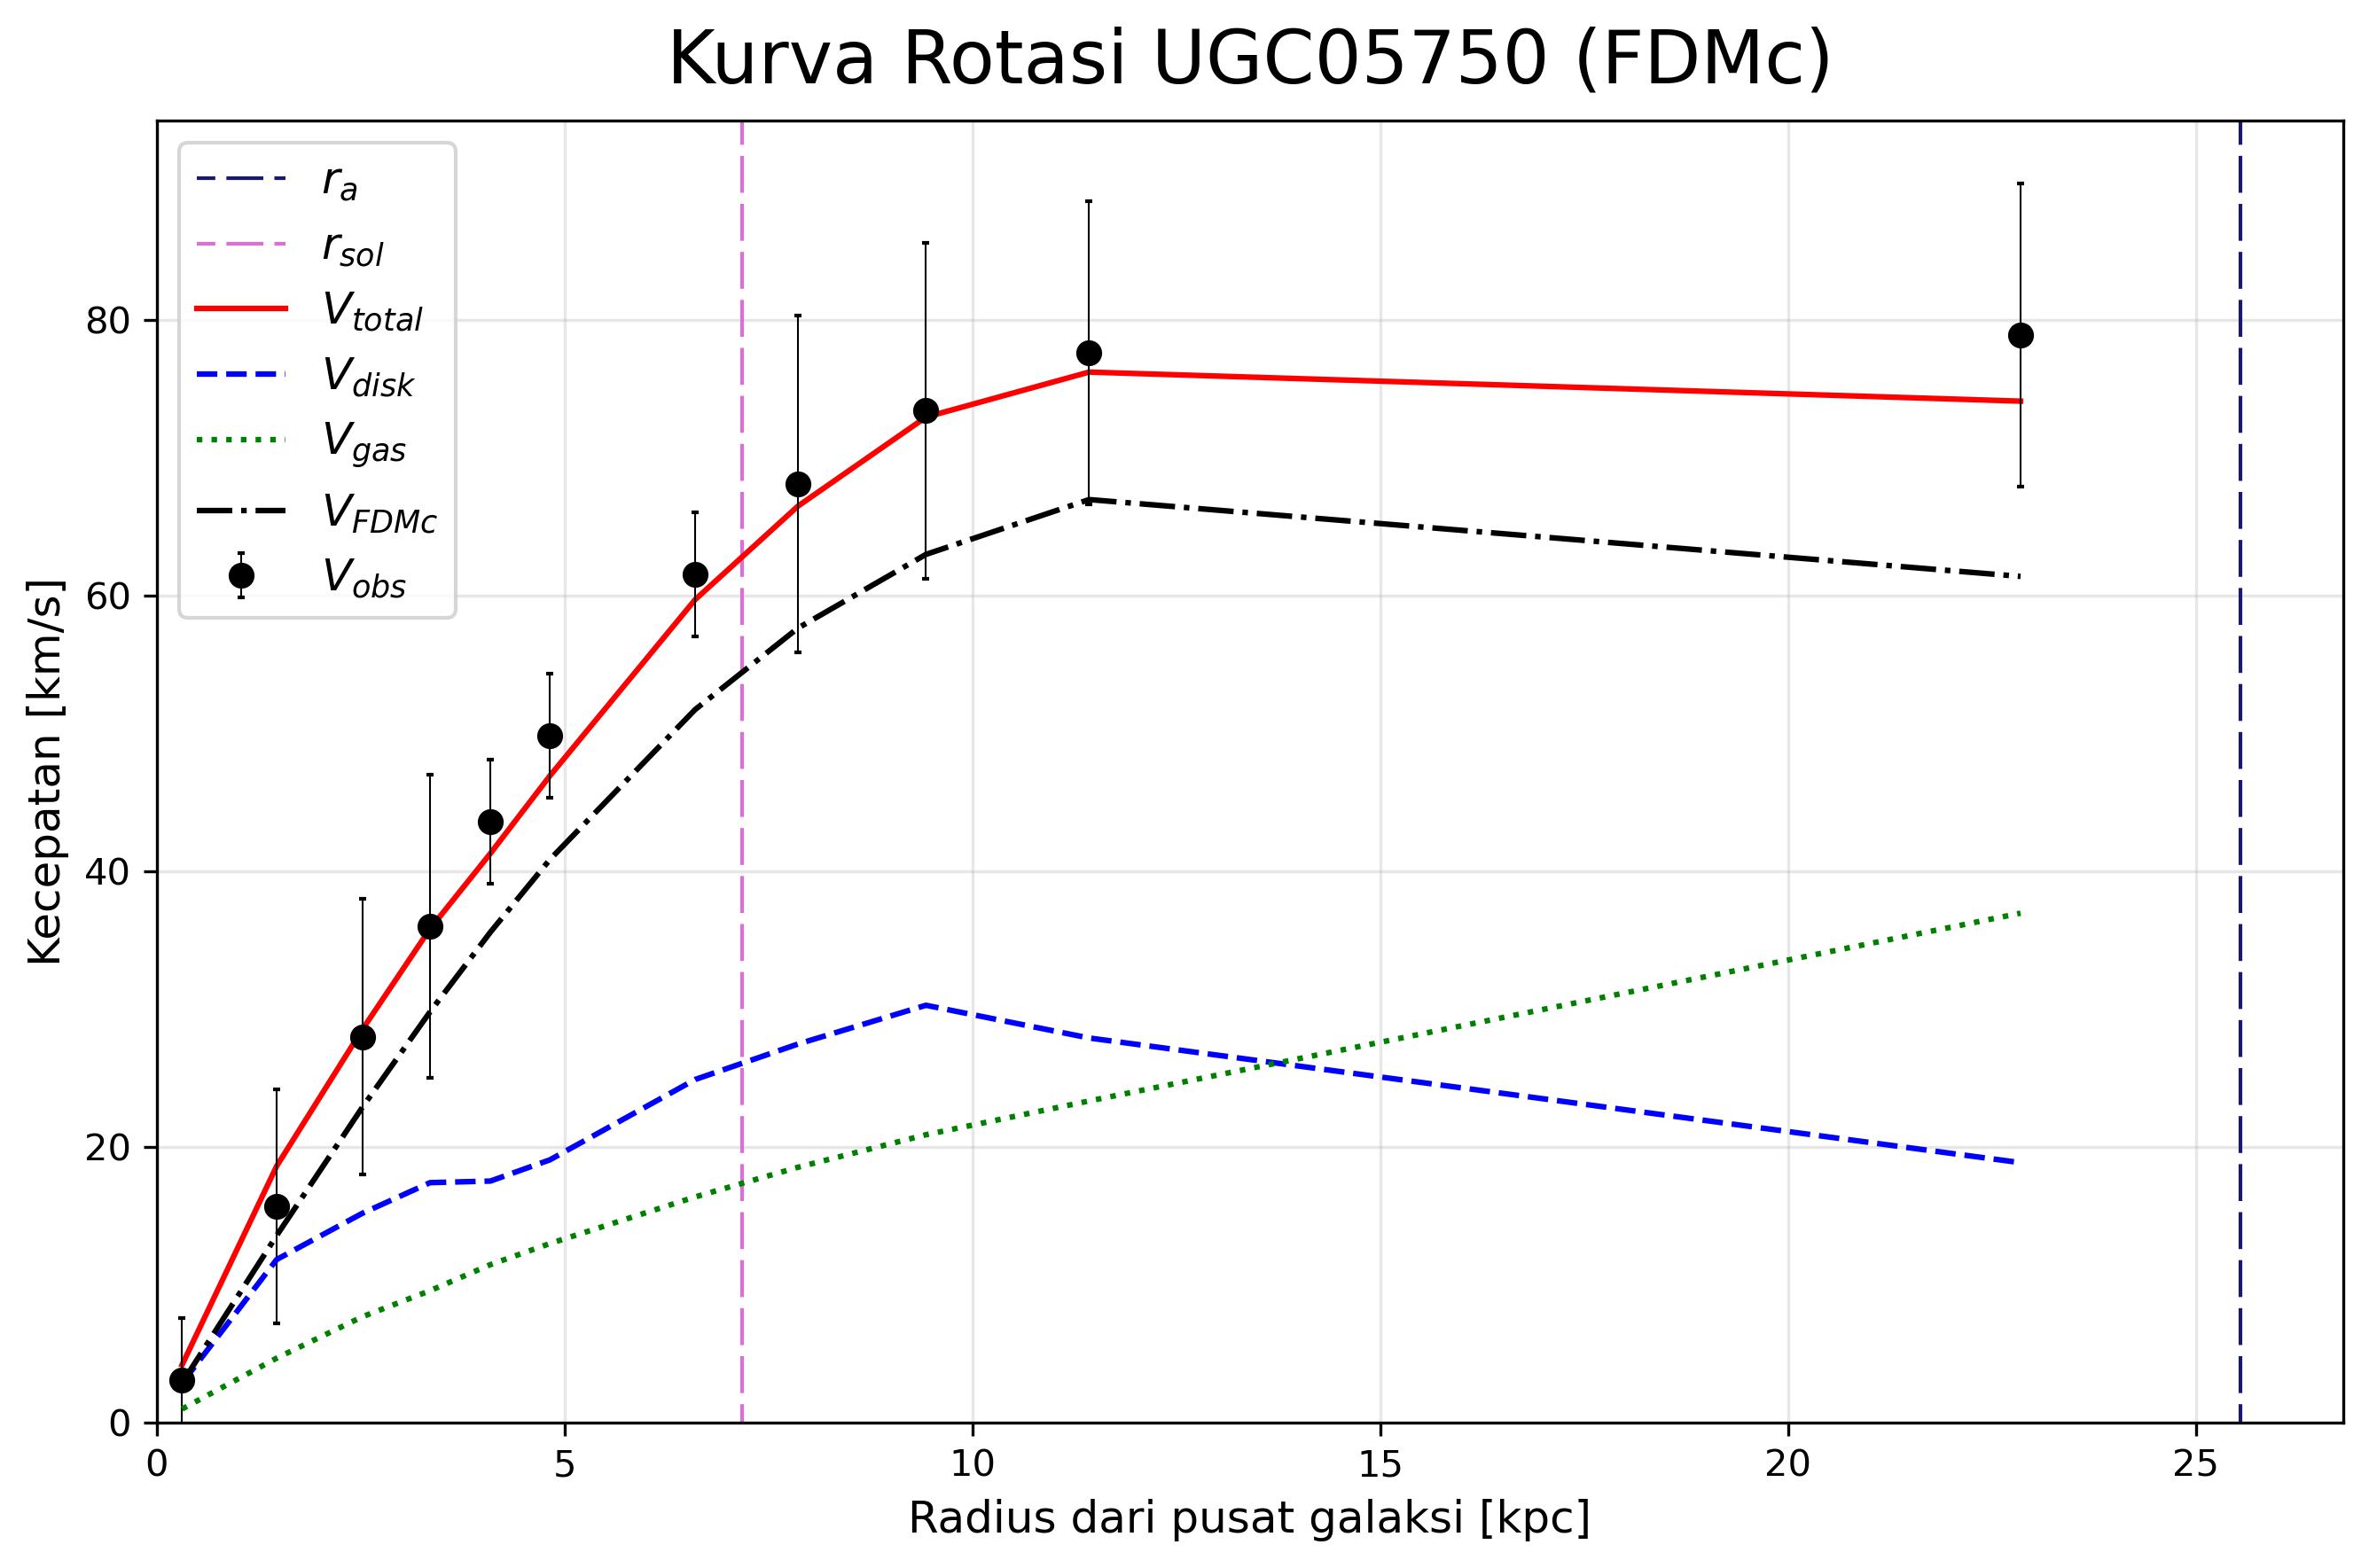 Kurva Rotasi UGC05750 (FDMc)
r_a
r_sol
V_total
V_disk
V_gas
V_FDMc
V_obs
Kecepatan [km/s]
80
60
40
20
0
0 5 10 15 20 25
Radius dari pusat galaksi [kpc]